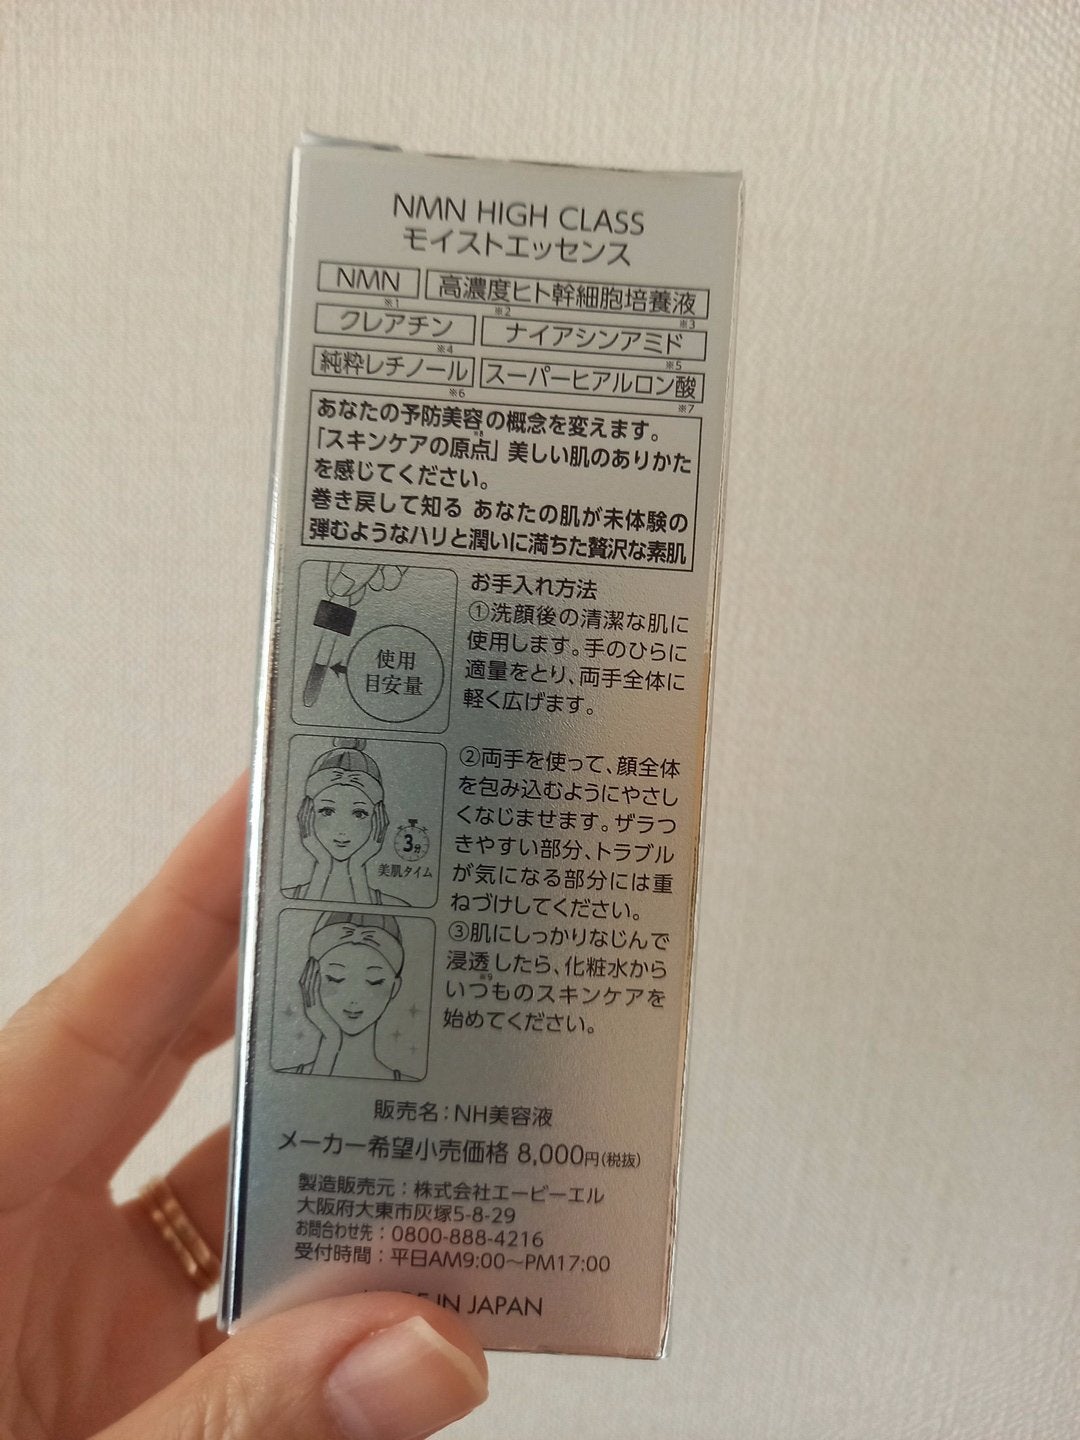 NMN HIGH CLASS
モイストエッセンス
NMN※1 高濃度ヒト※2幹細胞培養液※3
クレアチン※4 ナイアシンアミド※5
純粋レチノール※6 スーパーヒアルロン酸※7
あなたの予防美容※8の概念を変えます。
「スキンケアの原点」美しい肌のありかた
を感じてください。
巻き戻して知る あなたの肌が未体験の
弾むようなハリと潤いに満ちた贅沢な素肌
お手入れ方法
①洗顔後の清潔な肌に
使用します。手のひらに
適量をとり、両手全体に
軽く広げます。
使用
目安量
②両手を使って、顔全体
を包み込むようにやさし
くなじませます。ザラつ
きやすい部分、トラブル
が気になる部分には重
ねづけしてください。
3分
美肌タイム
③肌にしっかりなじんで
浸透※9したら、化粧水から
いつものスキンケアを
始めてください。
販売名：NH美容液
メーカー希望小売価格 8,000円(税抜)
製造販売元：株式会社エービーエル
大阪府大東市灰塚5-8-29
お問合わせ先：0800-888-4216
受付時間：平日AM9:00～PM17:00
IN JAPAN